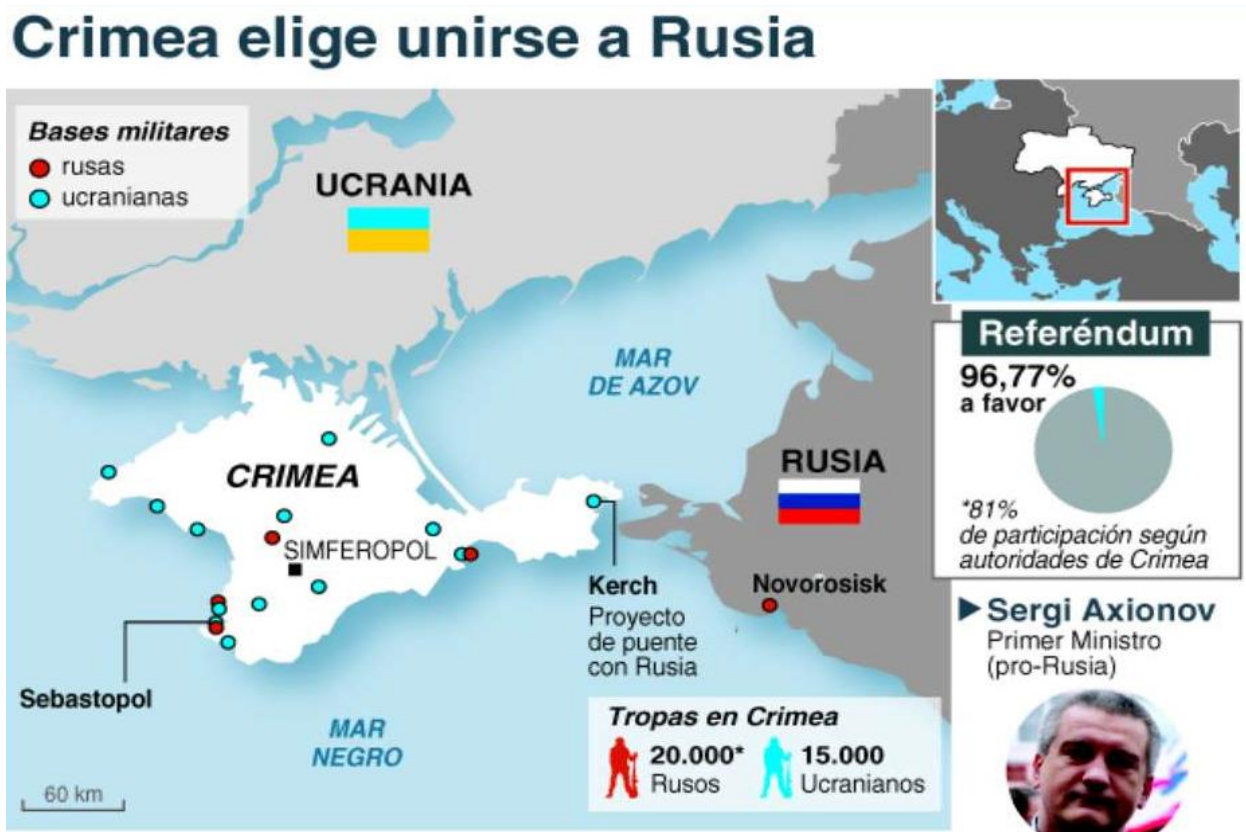 Crimea elige unirse a Rusia
Bases militares
rusas
ucranianas
UCRANIA
MAR
DE AZOV
CRIMEA
SIMFEROPOL
RUSIA
Kerch
Proyecto
de puente
con Rusia
Novorosisk
Sebastopol
MAR
NEGRO
60 km
Tropas en Crimea
20.000*
Rusos
15.000
Ucranianos
Referéndum
96,77%
a favor
*81%
de participación según
autoridades de Crimea
Sergi Axionov
Primer Ministro
(pro-Rusia)